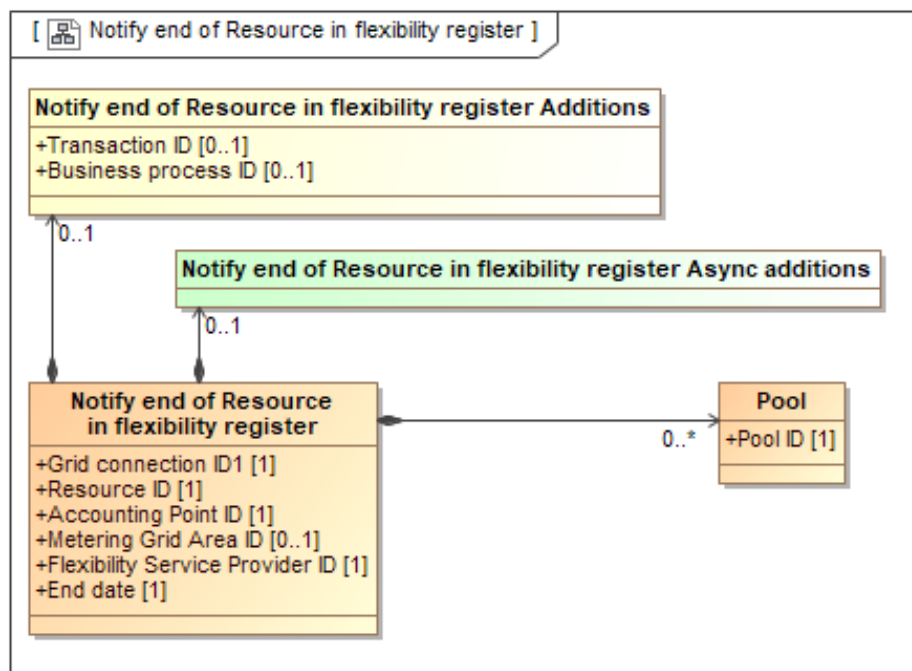 [ Notify end of Resource in flexibility register ]
Notify end of Resource in flexibility register Additions
+Transaction ID [0..1]
+Business process ID [0..1]
0..1
Notify end of Resource in flexibility register Async additions
0..1
Notify end of Resource
in flexibility register
+Grid connection ID1 [1]
+Resource ID [1]
+Accounting Point ID [1]
+Metering Grid Area ID [0..1]
+Flexibility Service Provider ID [1]
+End date [1]
0..*
Pool
+Pool ID [1]